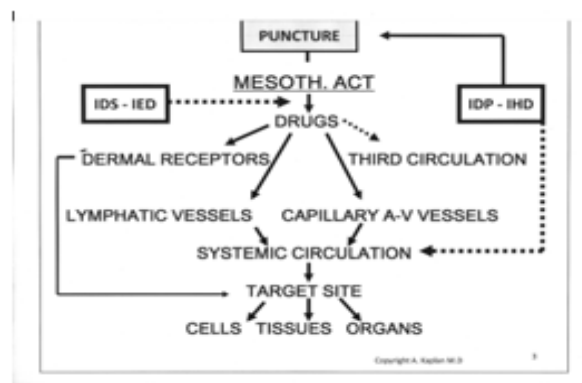 PUNCTURE
MESOTH. ACT
IDS - IED
IDP - IHD
DRUGS
DERMAL RECEPTORS
THIRD CIRCULATION
LYMPHATIC VESSELS
CAPILLARY A-V VESSELS
SYSTEMIC CIRCULATION
TARGET SITE
CELLS TISSUES ORGANS
Copyright A. Kaplan M.D
3